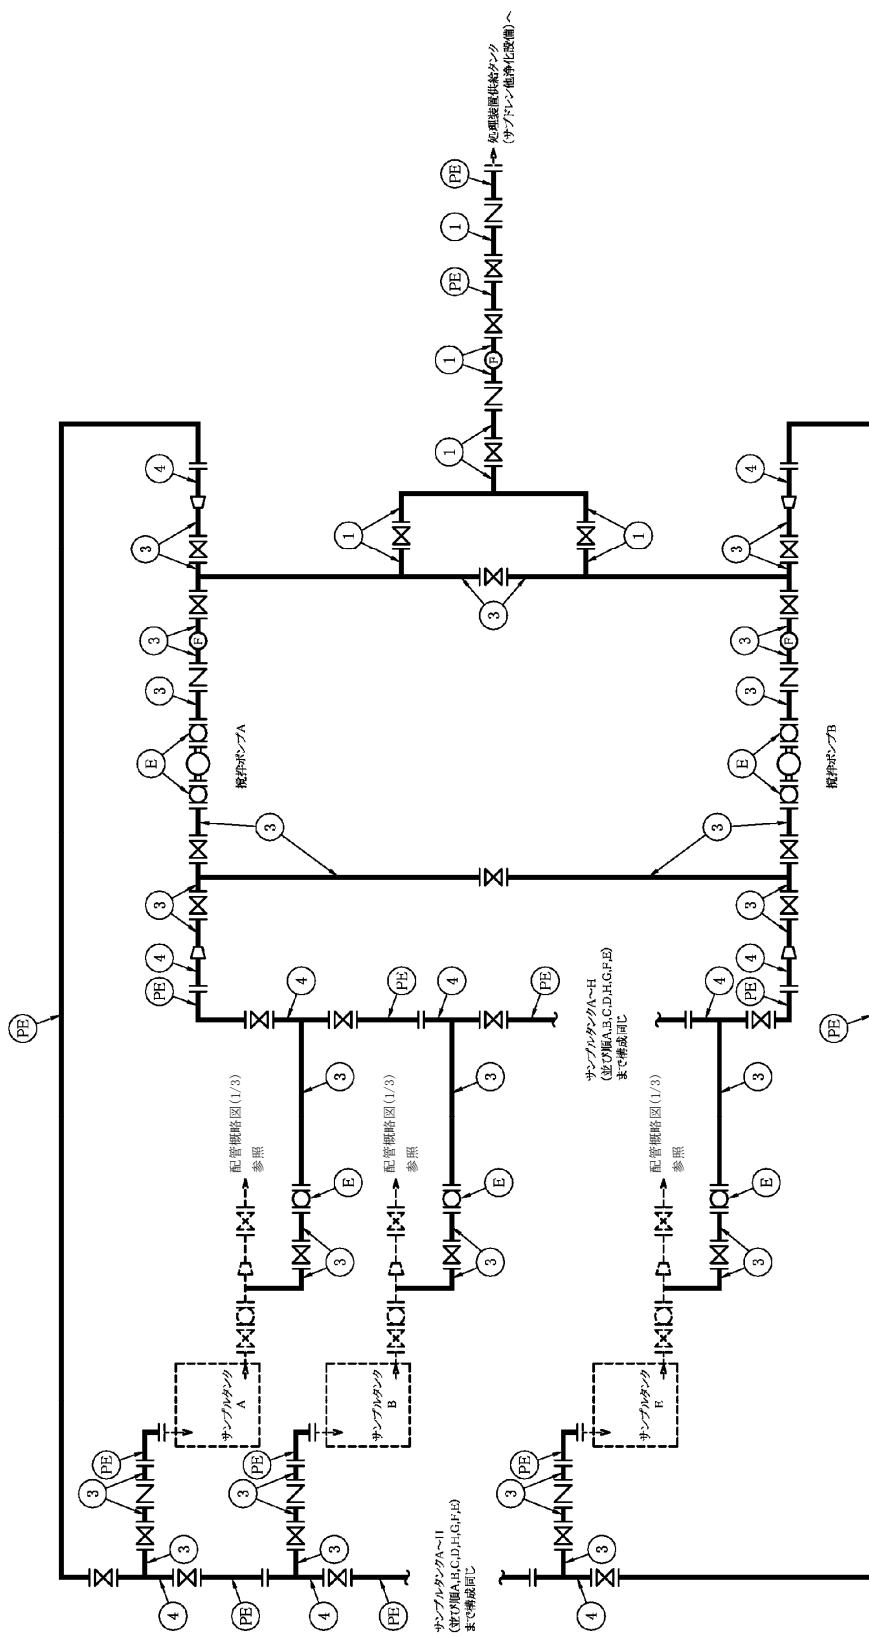 処理装置供給タンク
(サブドレン他浄化設備)へ
PE
1
PE
1
1
1
1
4
3
3
3
E
撹拌ポンプA
3
3
3
4
PE
4
3
3
3
E
撹拌ポンプB
3
3
4
PE
4
PE
4
PE
4
サンプルタンクA～H
(並び順A,B,C,D,H,G,F,E)
まで構成同じ
PE
PE
3
3
3
配管概略図(1/3)
参照
配管概略図(1/3)
参照
配管概略図(1/3)
参照
E
E
E
3
3
3
サンプルタンク
A
サンプルタンク
B
サンプルタンク
E
PE
3
3
PE
3
3
PE
3
3
4
PE
4
PE
4
サンプルタンクA～H
(並び順A,B,C,D,H,G,F,E)
まで構成同じ